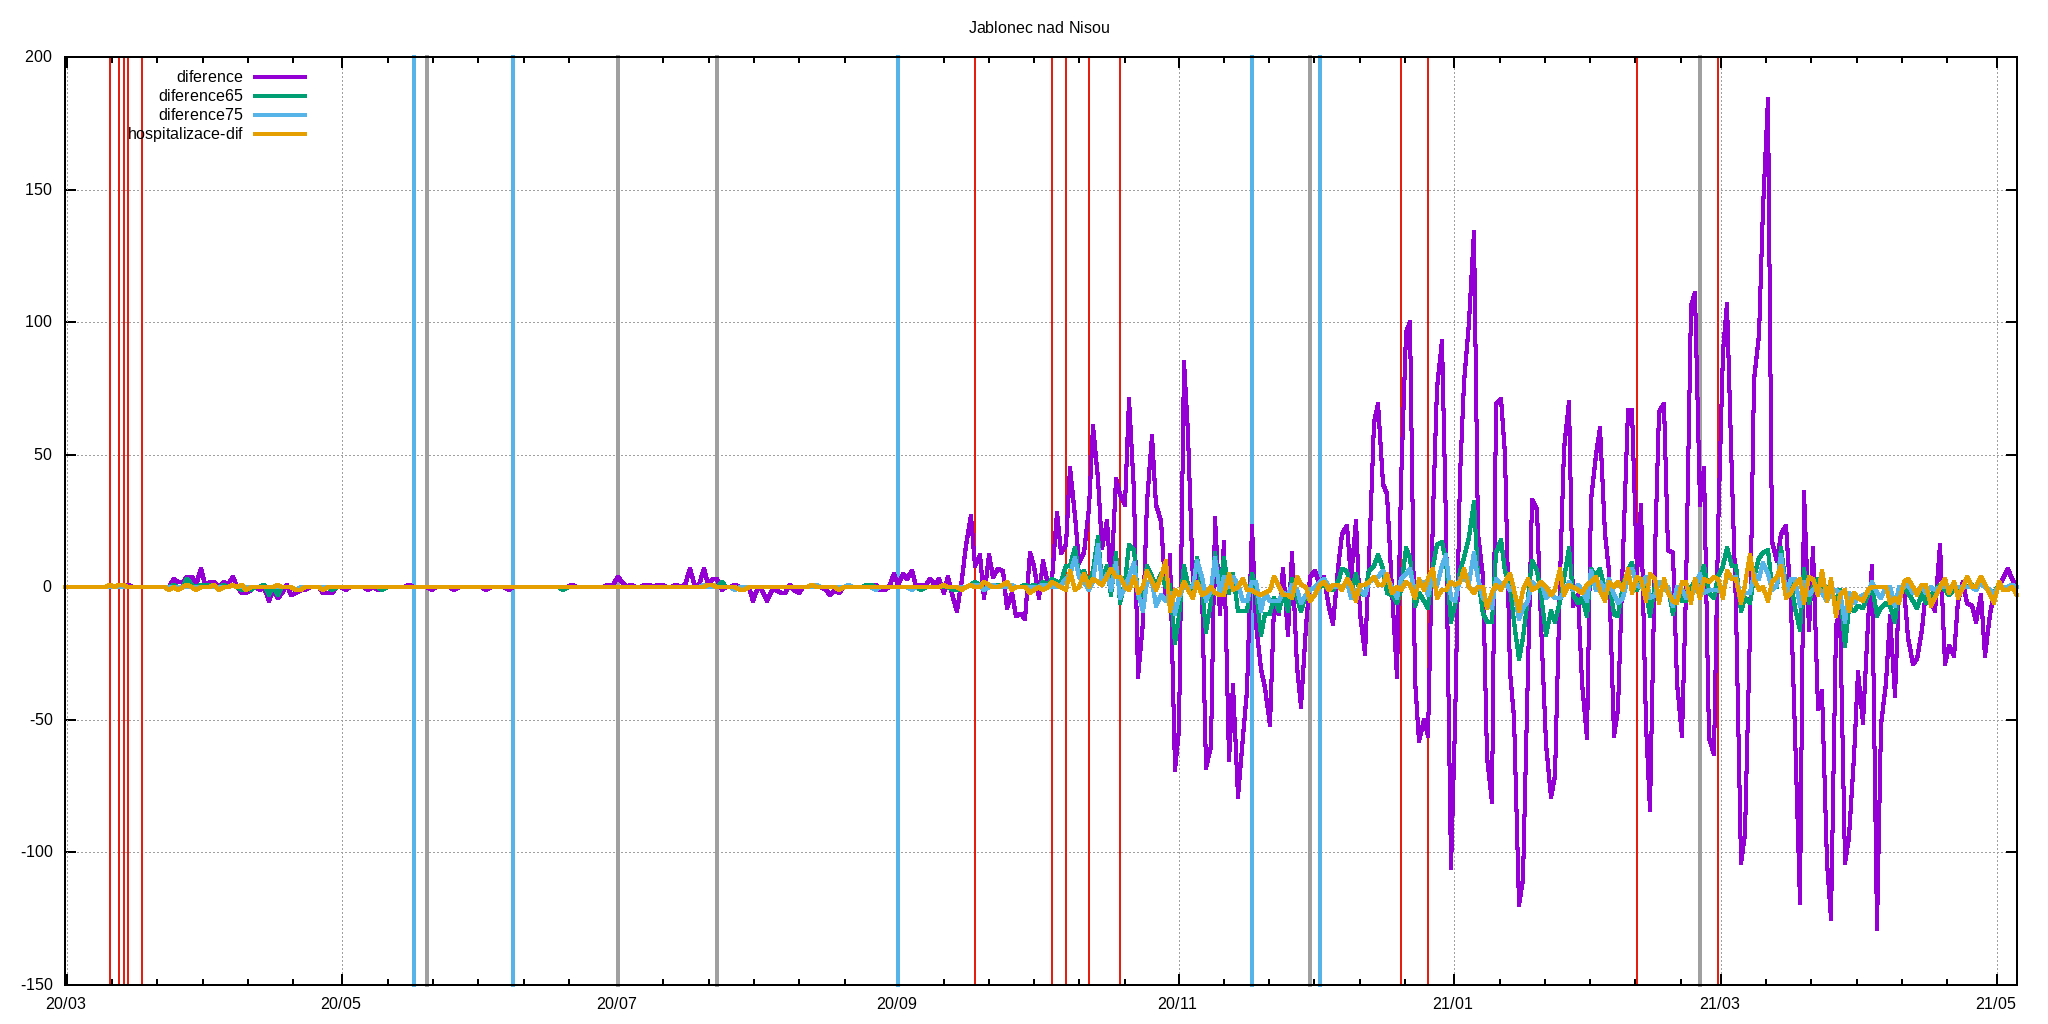 Jablonec nad Nisou
200
150
100
50
0
-50
-100
-150
diference
diference65
diference75
hospitalizace-dif
20/03 20/05 20/07 20/09 20/11 21/01 21/03 21/05